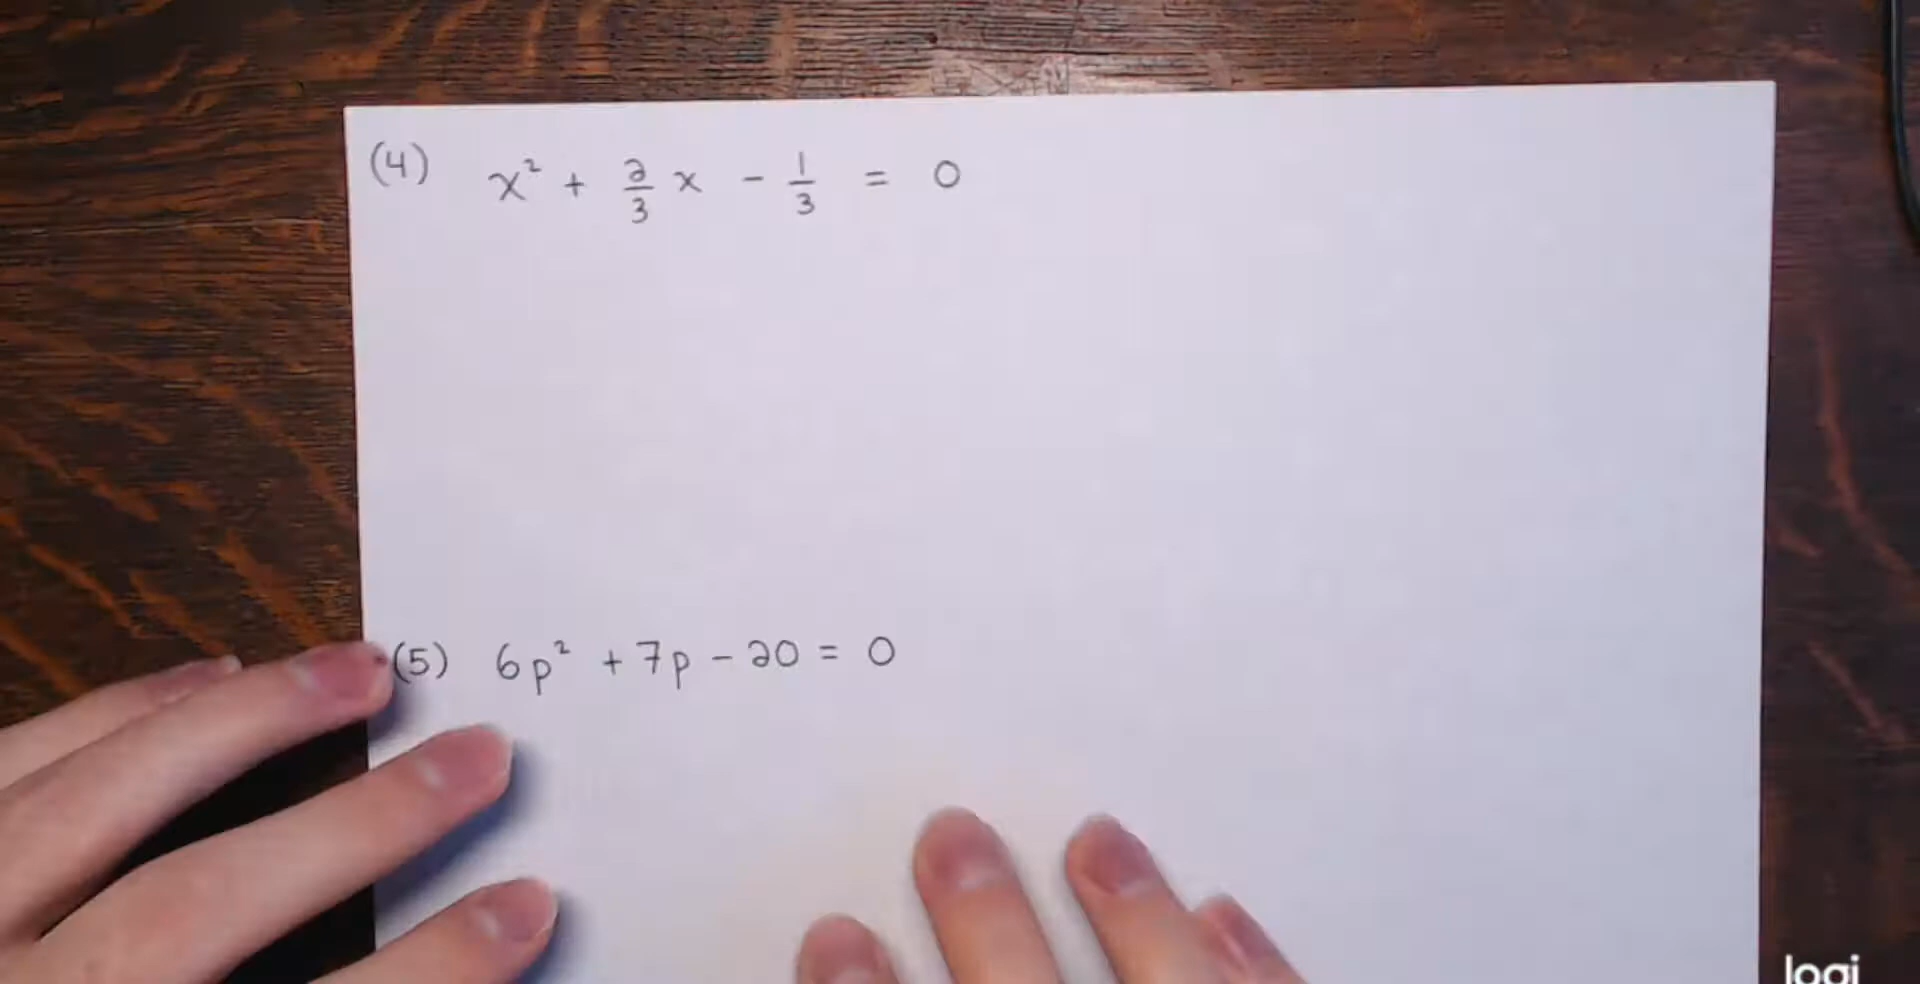 (4) x² + 2/3 x - 1/3 = 0
(5) 6p² + 7p - 20 = 0
logi